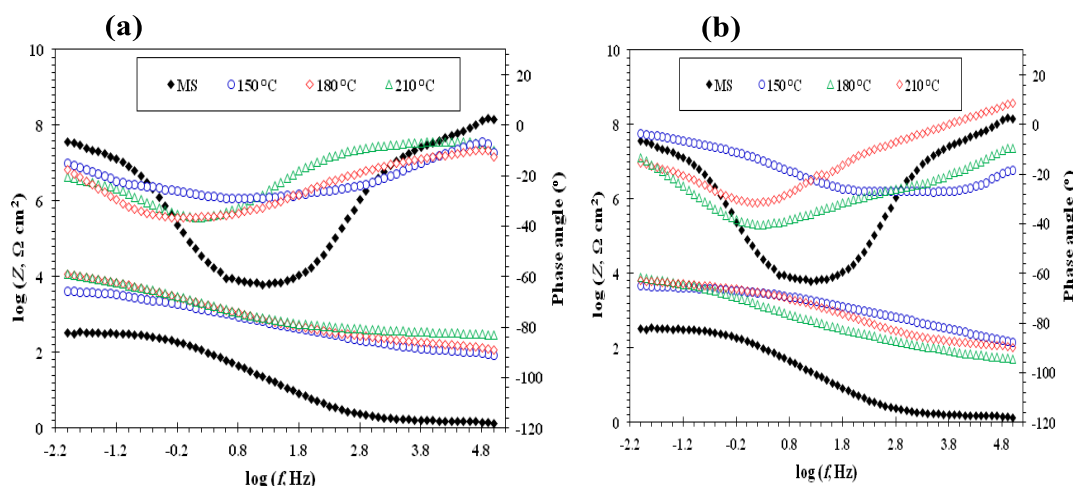 (a)
(b)
MS 150 °C 180 °C 210 °C
10
8
6
4
2
0
20
0
-20
-40
-60
-80
-100
-120
-2.2 -1.2 -0.2 0.8 1.8 2.8 3.8 4.8
log (Z, Ω cm²)
Phase angle (°)
log (f, Hz)
MS 150 °C 180 °C 210 °C
10
8
6
4
2
0
20
0
-20
-40
-60
-80
-100
-120
-2.2 -1.2 -0.2 0.8 1.8 2.8 3.8 4.8
log (Z, Ω cm²)
Phase angle (°)
log (f, Hz)